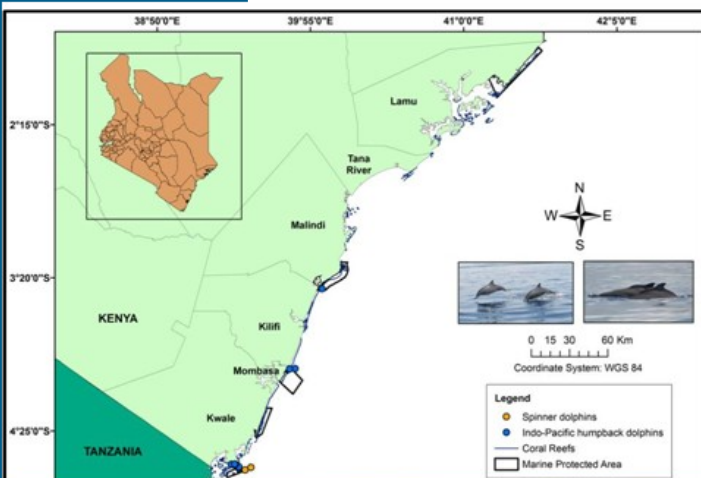 38°50'0"E
39°55'0"E
41°0'0"E
42°5'0"E
2°15'0"S
3°20'0"S
4°25'0"S
Lamu
Tana
River
Malindi
KENYA
Kilifi
Mombasa
Kwale
TANZANIA
N
W
E
S
0 15 30 60 Km
Coordinate System: WGS 84
Legend
Spinner dolphins
Indo-Pacific humpback dolphins
Coral Reefs
Marine Protected Area